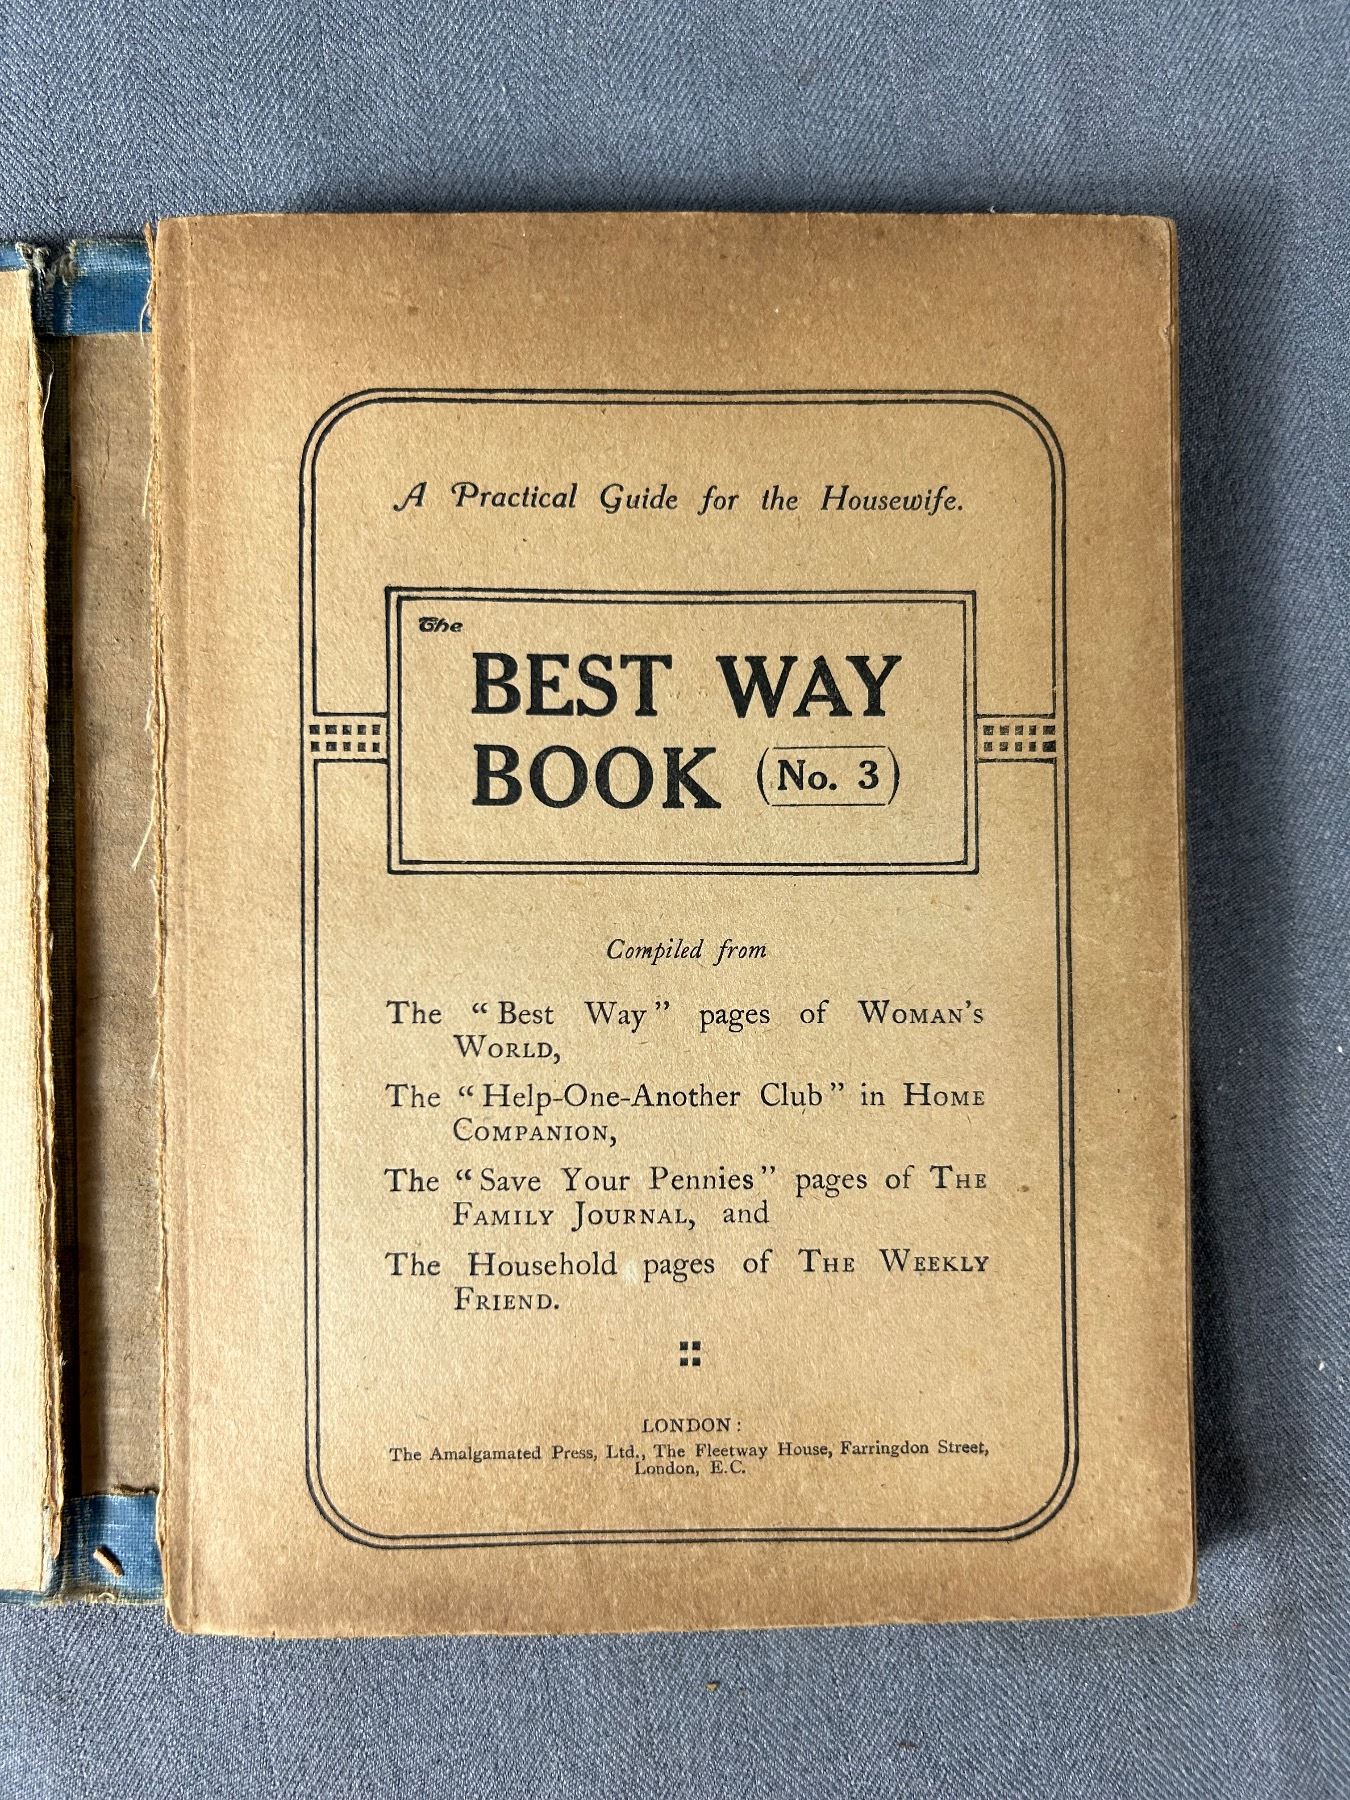 A Practical Guide for the Housewife.
The
BEST WAY
BOOK (No. 3)
Compiled from
The "Best Way" pages of WOMAN'S
WORLD,
The "Help-One-Another Club" in HOME
COMPANION,
The "Save Your Pennies" pages of THE
FAMILY JOURNAL, and
The Household pages of THE WEEKLY
FRIEND.
LONDON:
The Amalgamated Press, Ltd., The Fleetway House, Farringdon Street,
London, E.C.